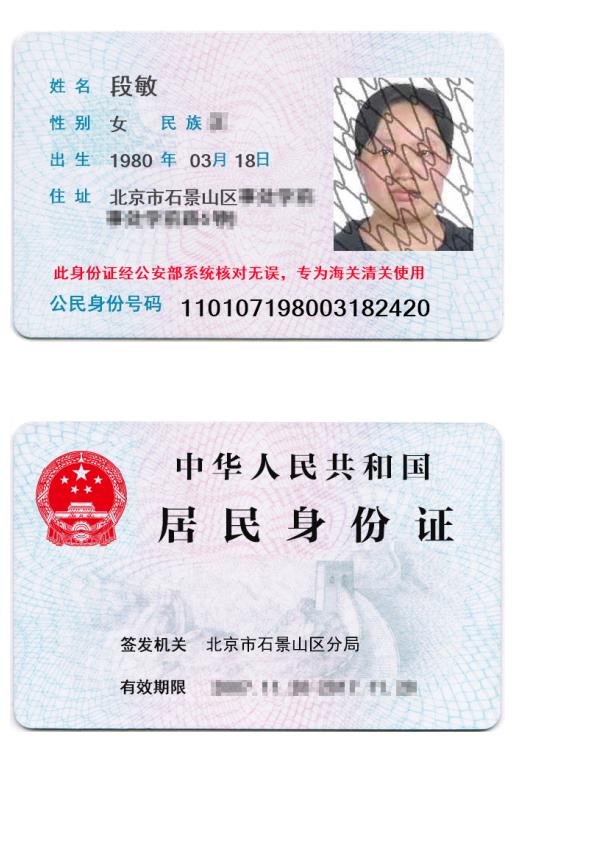 姓名 段敏
性别 女 民族
出生 1980 年 03月 18日
住址 北京市石景山区
此身份证经公安部系统核对无误，专为海关清关使用
公民身份号码 110107198003182420
中华人民共和国
居民身份证
签发机关 北京市石景山区分局
有效期限